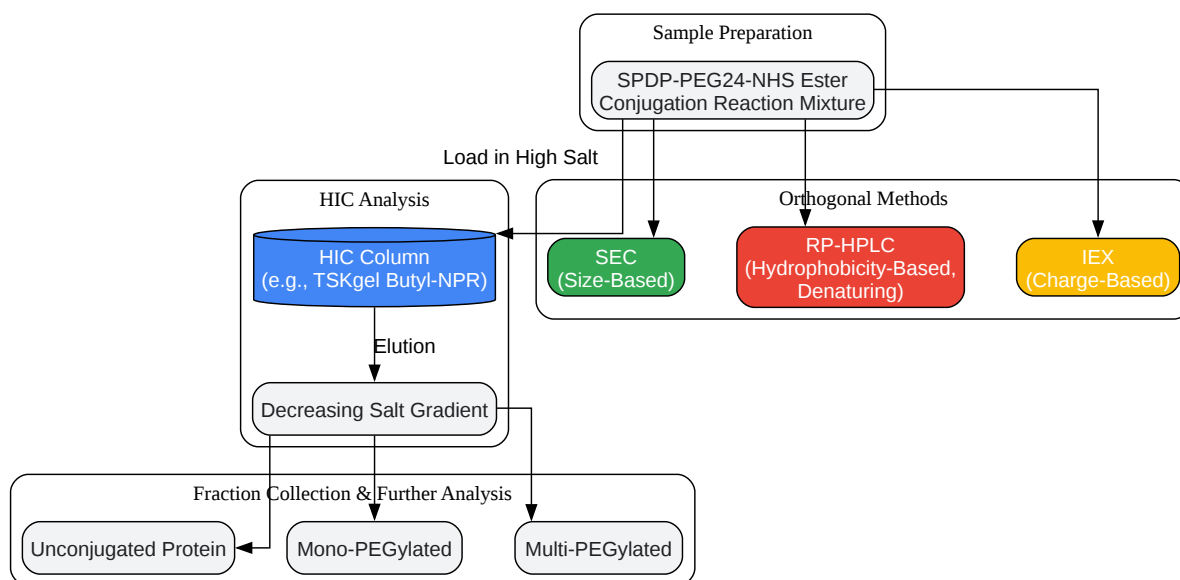 Sample Preparation
SPDP-PEG24-NHS Ester
Conjugation Reaction Mixture
Load in High Salt
HIC Analysis
HIC Column
(e.g., TSKgel Butyl-NPR)
Elution
Decreasing Salt Gradient
Orthogonal Methods
SEC
(Size-Based)
RP-HPLC
(Hydrophobicity-Based,
Denaturing)
IEX
(Charge-Based)
Fraction Collection & Further Analysis
Unconjugated Protein
Mono-PEGylated
Multi-PEGylated